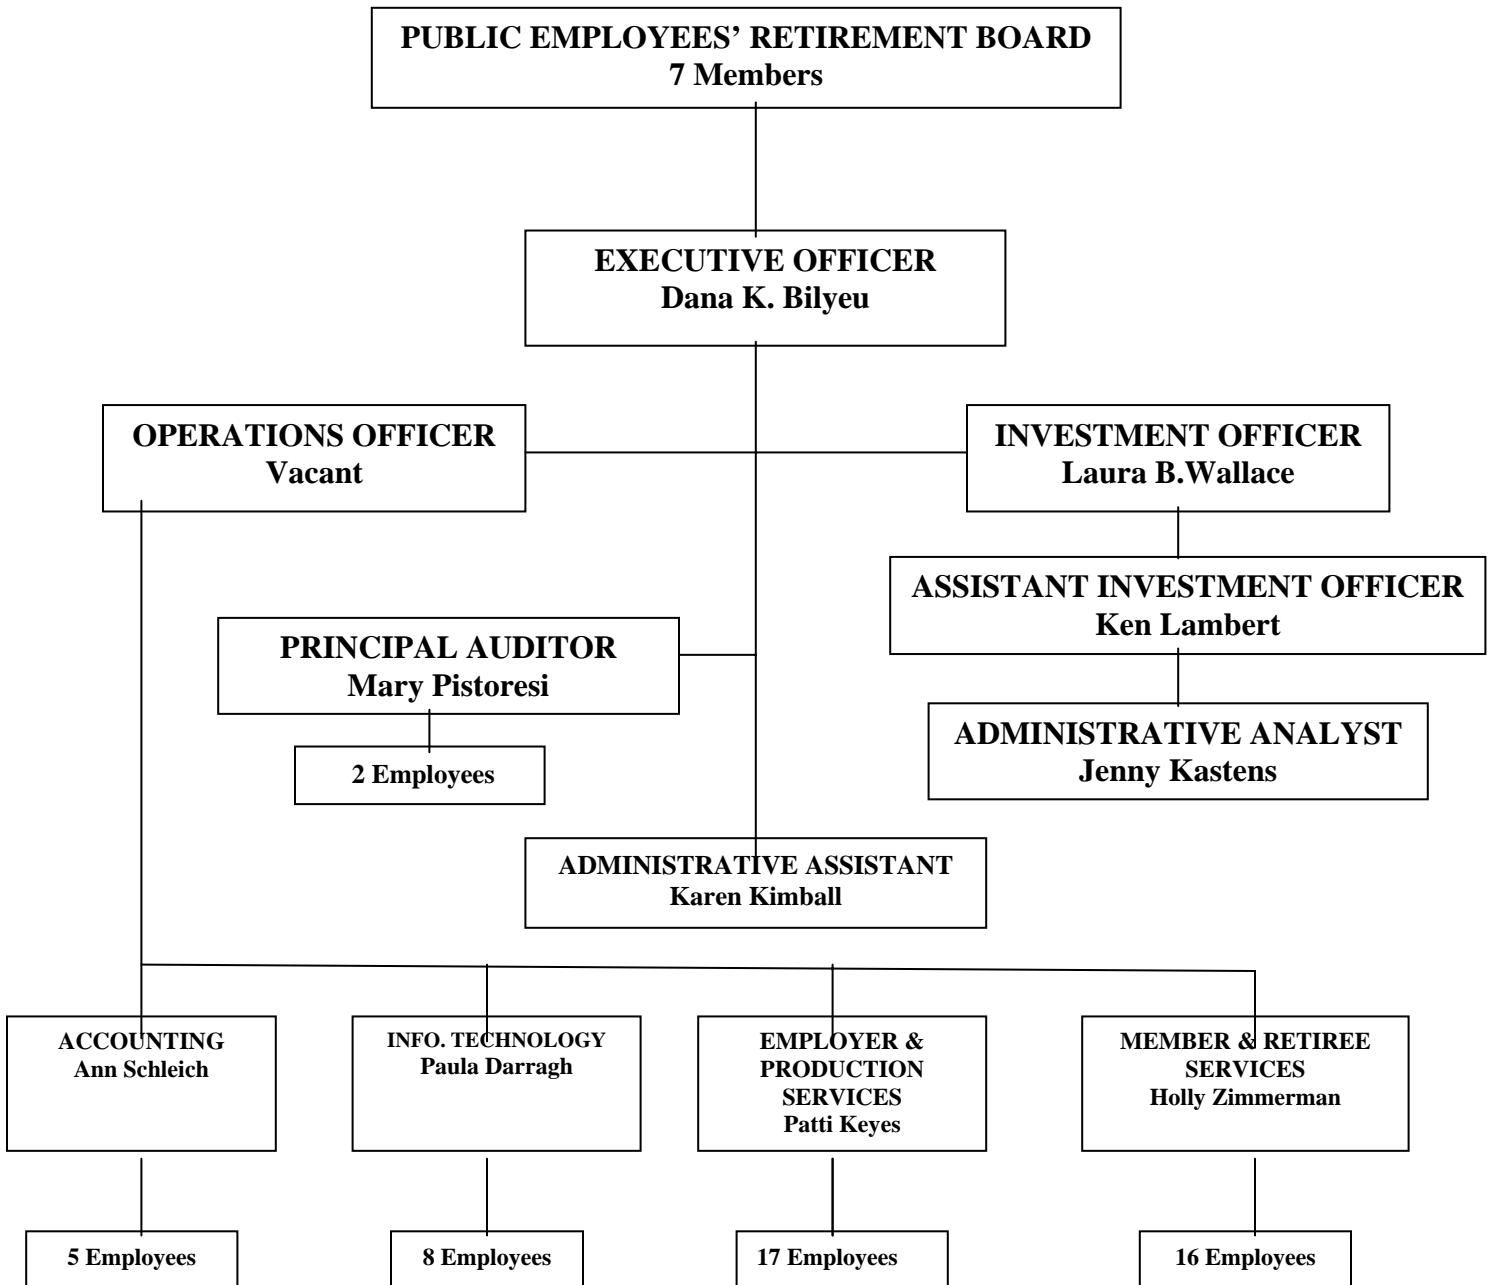 PUBLIC EMPLOYEES’ RETIREMENT BOARD
7 Members
EXECUTIVE OFFICER
Dana K. Bilyeu
OPERATIONS OFFICER
Vacant
INVESTMENT OFFICER
Laura B.Wallace
ASSISTANT INVESTMENT OFFICER
Ken Lambert
PRINCIPAL AUDITOR
Mary Pistoresi
2 Employees
ADMINISTRATIVE ANALYST
Jenny Kastens
ADMINISTRATIVE ASSISTANT
Karen Kimball
ACCOUNTING
Ann Schleich
INFO. TECHNOLOGY
Paula Darragh
EMPLOYER &
PRODUCTION
SERVICES
Patti Keyes
MEMBER & RETIREE
SERVICES
Holly Zimmerman
5 Employees
8 Employees
17 Employees
16 Employees